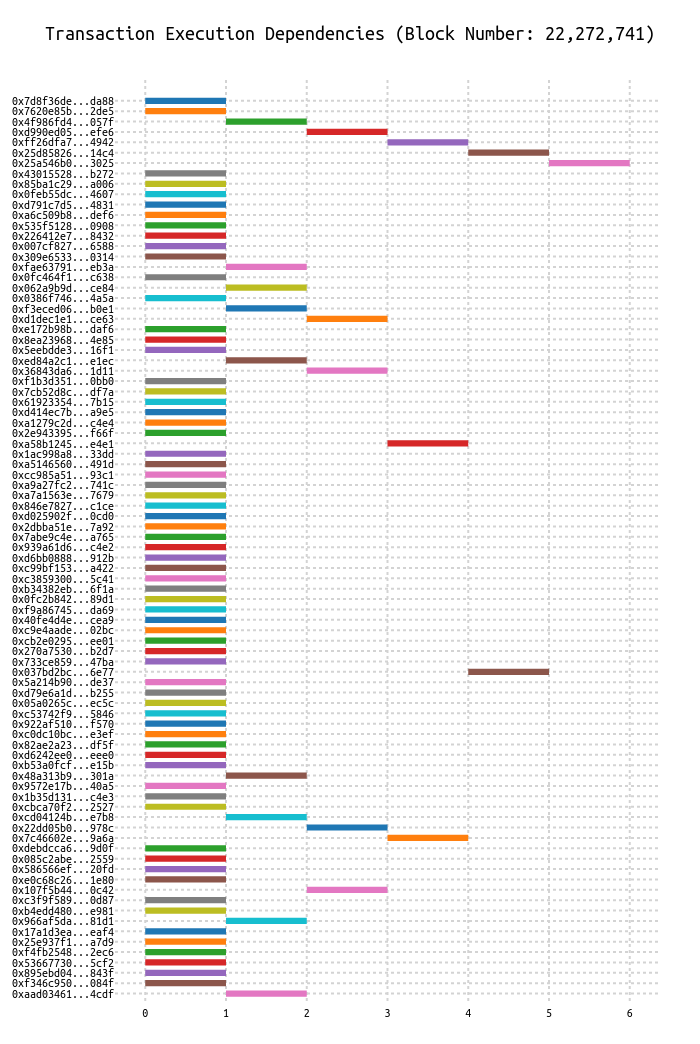 Transaction Execution Dependencies (Block Number: 22,272,741)
0x7d8f36de...da88
0x7620e85b...2de5
0x4f986fd4...057f
0xd990ed05...efe6
0xff26dfa7...4942
0x25d85826...14c4
0x25a546b0...3025
0x43015528...b272
0x85ba1c29...a006
0x0feb55dc...4607
0xd791c7d5...4831
0xa6c509b8...def6
0x535f5128...0908
0x226412e7...8432
0x007cf827...6588
0x309e6533...0314
0xfae63791...eb3a
0x0fc464f1...c638
0x062a9b9d...ce84
0x0386f746...4a5a
0xf3eced06...b0e1
0xd1dec1e1...ce63
0xe172b98b...daf6
0x8ea23968...4e85
0x5eebdde3...16f1
0xed84a2c1...e1ec
0x36843da6...1d11
0xf1b3d351...0bb0
0x7cb52d8c...df7a
0x61923354...7b15
0xd414ec7b...a9e5
0xa1279c2d...c4e4
0x2e943395...f66f
0xa58b1245...e4e1
0x1ac998a8...33dd
0xa5146560...491d
0xcc985a51...93c1
0xa9a27fc2...741c
0xa7a1563e...7679
0x846e7827...c1ce
0xd025902f...0cd0
0x2dbba51e...7a92
0x7abe9c4e...a765
0x939a61d6...c4e2
0xd6bb0888...912b
0xc99bf153...a422
0xc3859300...5c41
0xb34382eb...6f1a
0x0fc2b842...89d1
0xf9a86745...da69
0x40fe4d4e...cea9
0xc9e4aade...02bc
0xcb2e0295...ee01
0x270a7530...b2d7
0x733ce859...47ba
0x037bd2bc...6e77
0x5a214b90...de37
0xd79e6a1d...b255
0x05a0265c...ec5c
0xc53742f9...5846
0x922af510...f570
0xc0dc10bc...e3ef
0x82ae2a23...df5f
0xd6242ee0...eee0
0xb53a0fcf...e15b
0x48a313b9...301a
0x9572e17b...40a5
0x1b35d131...c4e3
0xcbca70f2...2527
0xcd04124b...e7b8
0x22dd05b0...978c
0x7c46602e...9a6a
0xdebdcca6...9d0f
0x085c2abe...2559
0x586566ef...20fd
0xe0c68c26...1e80
0x107f5b44...0c42
0xc3f9f589...0d87
0xb4edd480...e981
0x966af5da...81d1
0x17a1d3ea...eaf4
0x25e937f1...a7d9
0xf4fb2548...2ec6
0x53667730...5cf2
0x895ebd04...843f
0xf346c950...084f
0xaad03461...4cdf
0 1 2 3 4 5 6